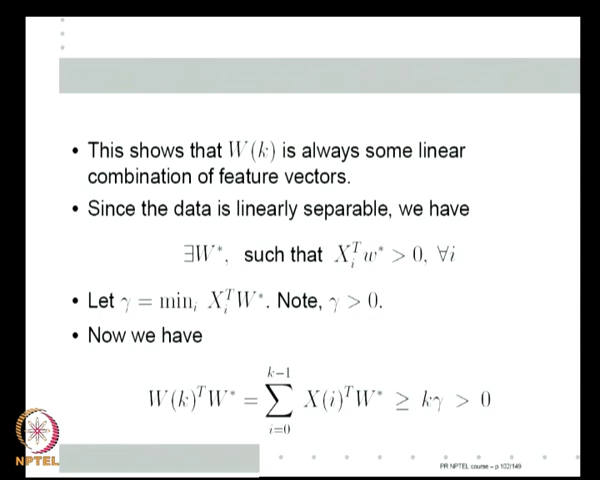 • This shows that W(k) is always some linear
combination of feature vectors.
• Since the data is linearly separable, we have
∃W*, such that X_i^T w* > 0, ∀i
• Let γ = min_i X_i^T W*. Note, γ > 0.
• Now we have
W(k)^T W* = ∑_{i=0}^{k−1} X(i)^T W* ≥ kγ > 0
NPTEL
PR NPTEL course – p 102/149